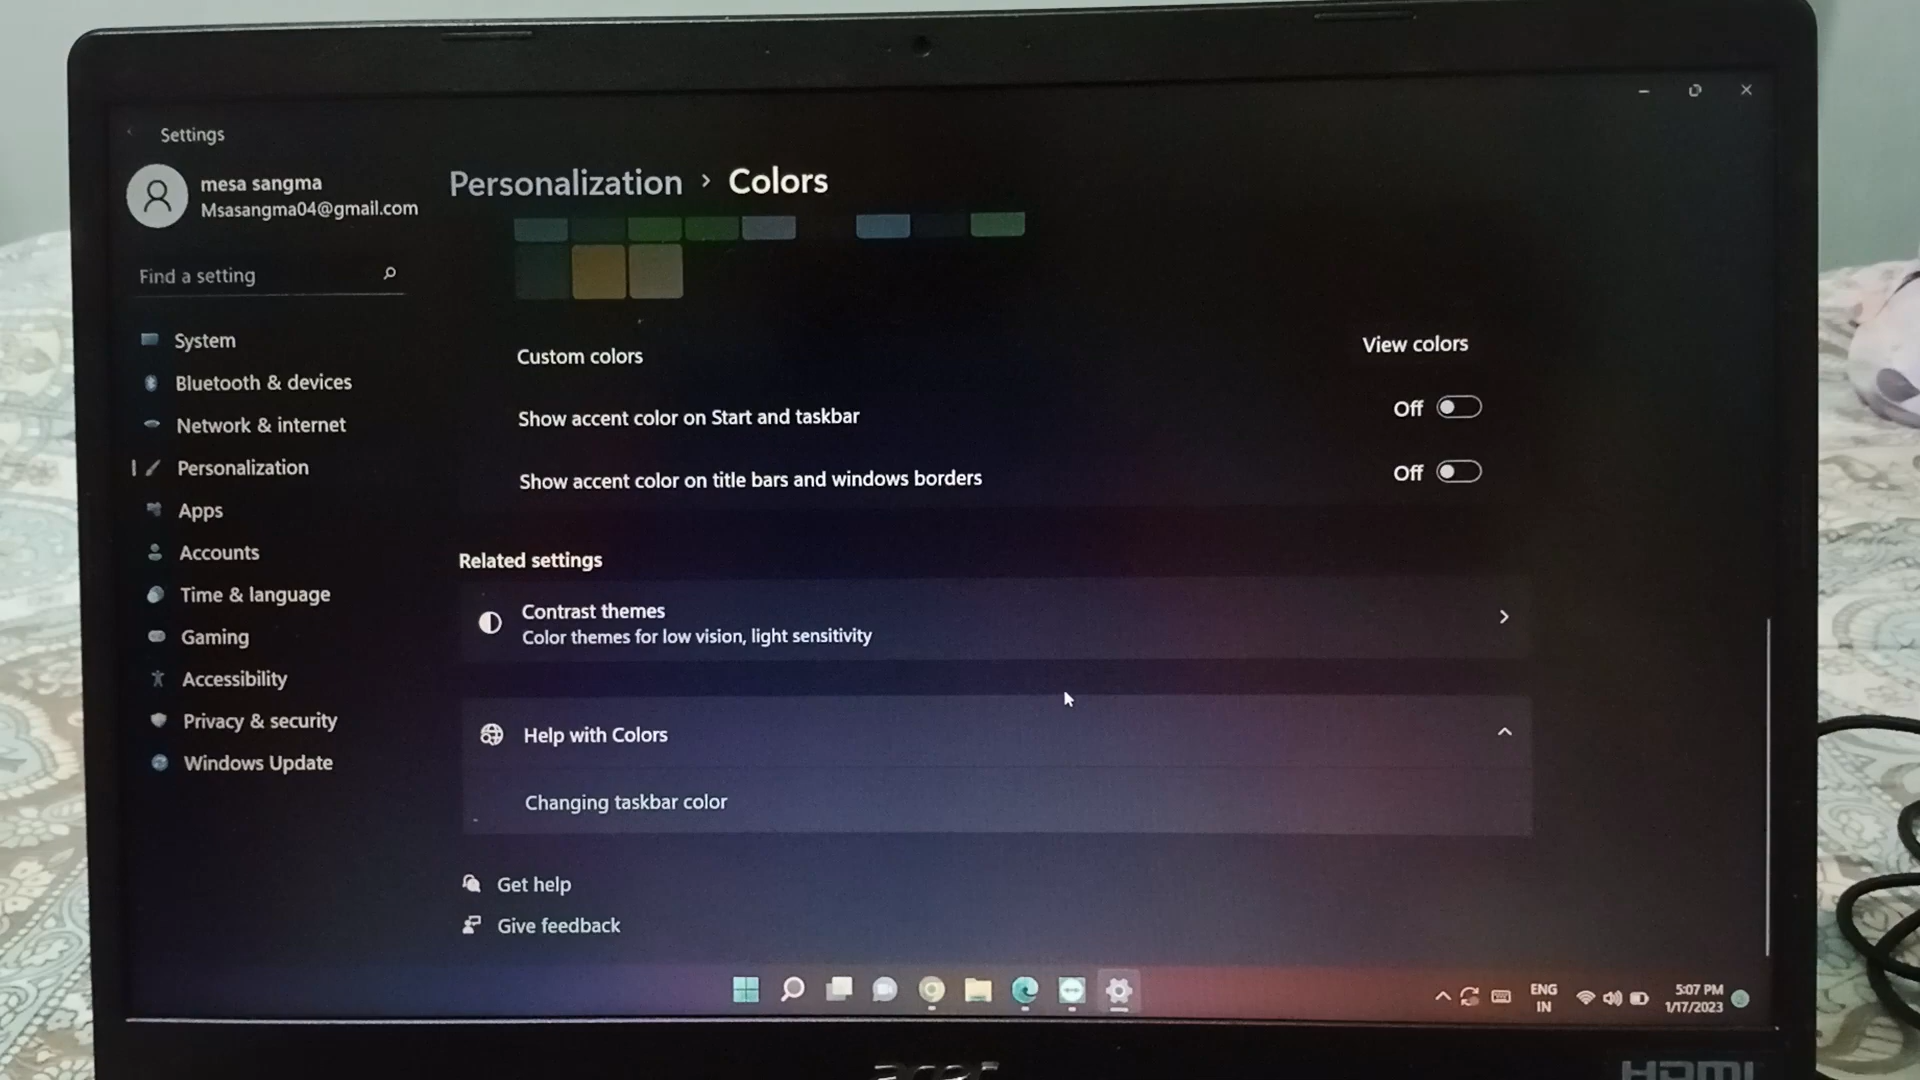 Settings
mesa sangma
Msasangma04@gmail.com
Find a setting
System
Bluetooth & devices
Network & internet
Personalization
Apps
Accounts
Time & language
Gaming
Accessibility
Privacy & security
Windows Update
Personalization > Colors
Custom colors
View colors
Show accent color on Start and taskbar
Off
Show accent color on title bars and windows borders
Off
Related settings
Contrast themes
Color themes for low vision, light sensitivity
Help with Colors
Changing taskbar color
Get help
Give feedback
ENG
IN
5:07 PM
1/17/2023
acer
HDMI